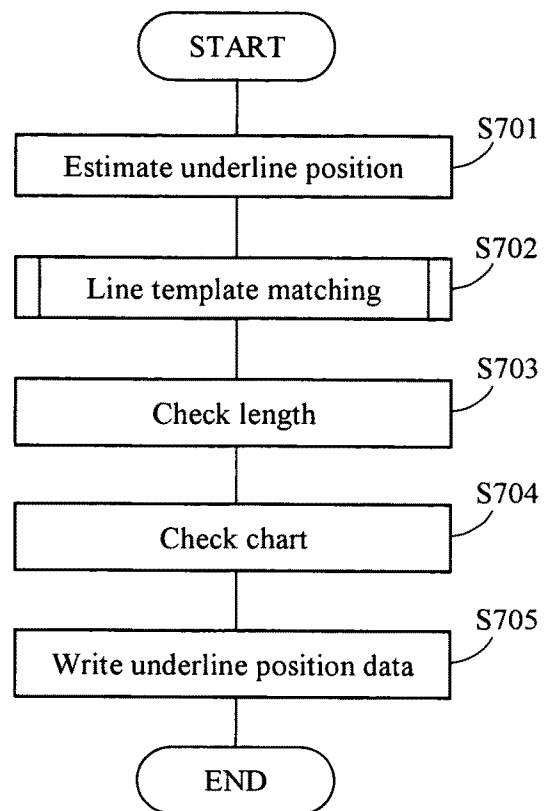 START
S701
Estimate underline position
S702
Line template matching
S703
Check length
S704
Check chart
S705
Write underline position data
END